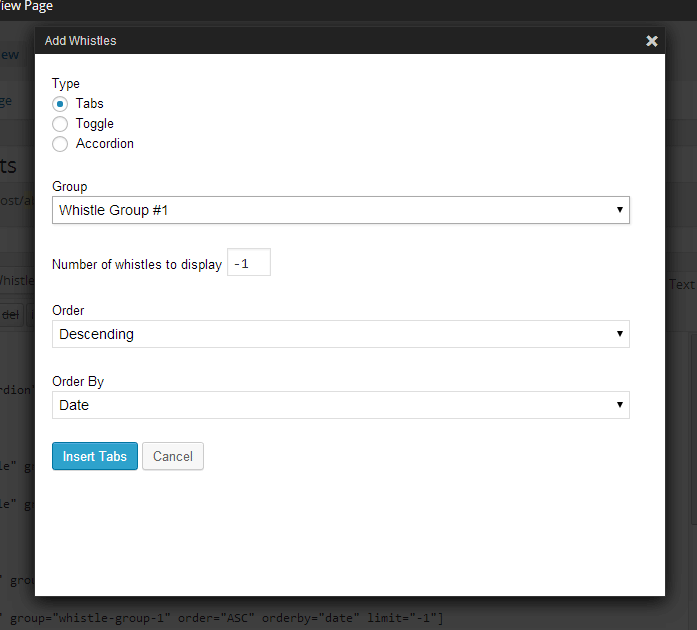 View Page
Add Whistles
ew
Type
Tabs
ge
Toggle
Accordion
ts
Group
ost/a
Whistle Group #1
Number of whistles to display -1
Whistle
Text
Order
del
Descending
Order By
rdion"
Date
Insert Tabs Cancel
le" g
le" g
" grou
" group="whistle-group-1" order="ASC" orderby="date" limit="-1"]